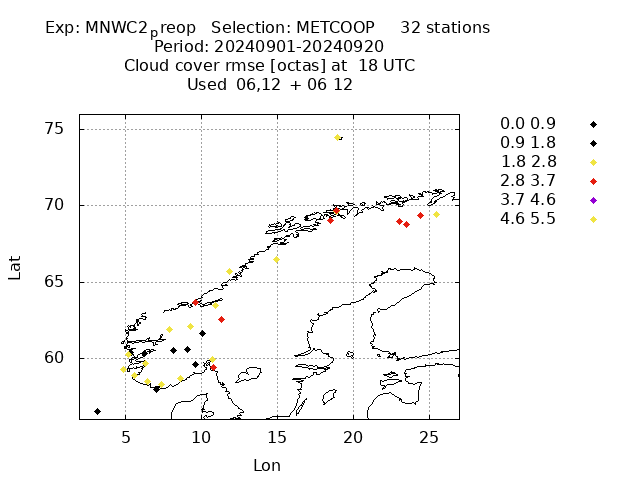 Exp: MNWC2preop   Selection: METCOOP     32 stations
Period: 20240901-20240920
Cloud cover rmse [octas] at  18 UTC
Used  06,12  + 06 12
0.0 0.9
0.9 1.8
1.8 2.8
2.8 3.7
3.7 4.6
4.6 5.5
75
70
65
60
Lat
5 10 15 20 25
Lon